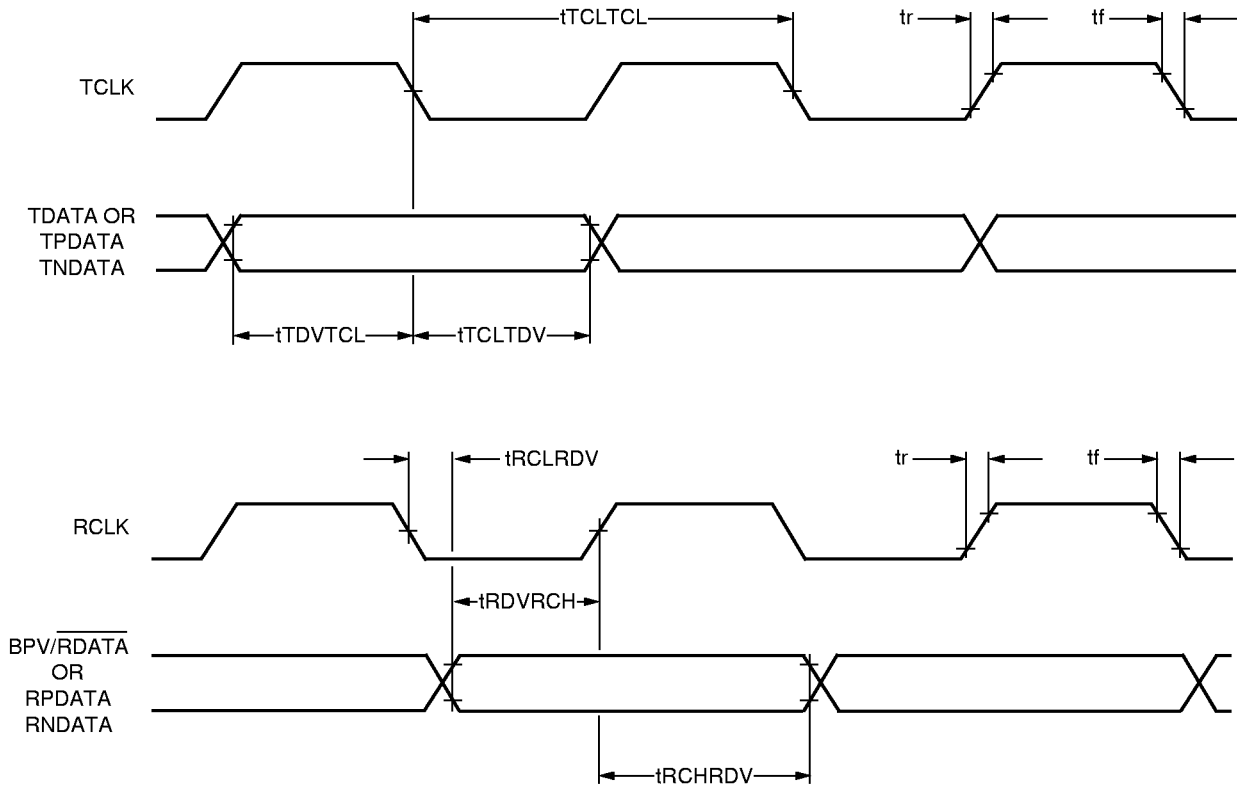 tTCLTCL
tr
tf
TCLK
TDATA OR
TPDATA
TNDATA
tTDVTCL
tTCLTDV
tRCLRDV
tr
tf
RCLK
tRDVRCH
BPV/RDATA
OR
RPDATA
RNDATA
tRCHRDV